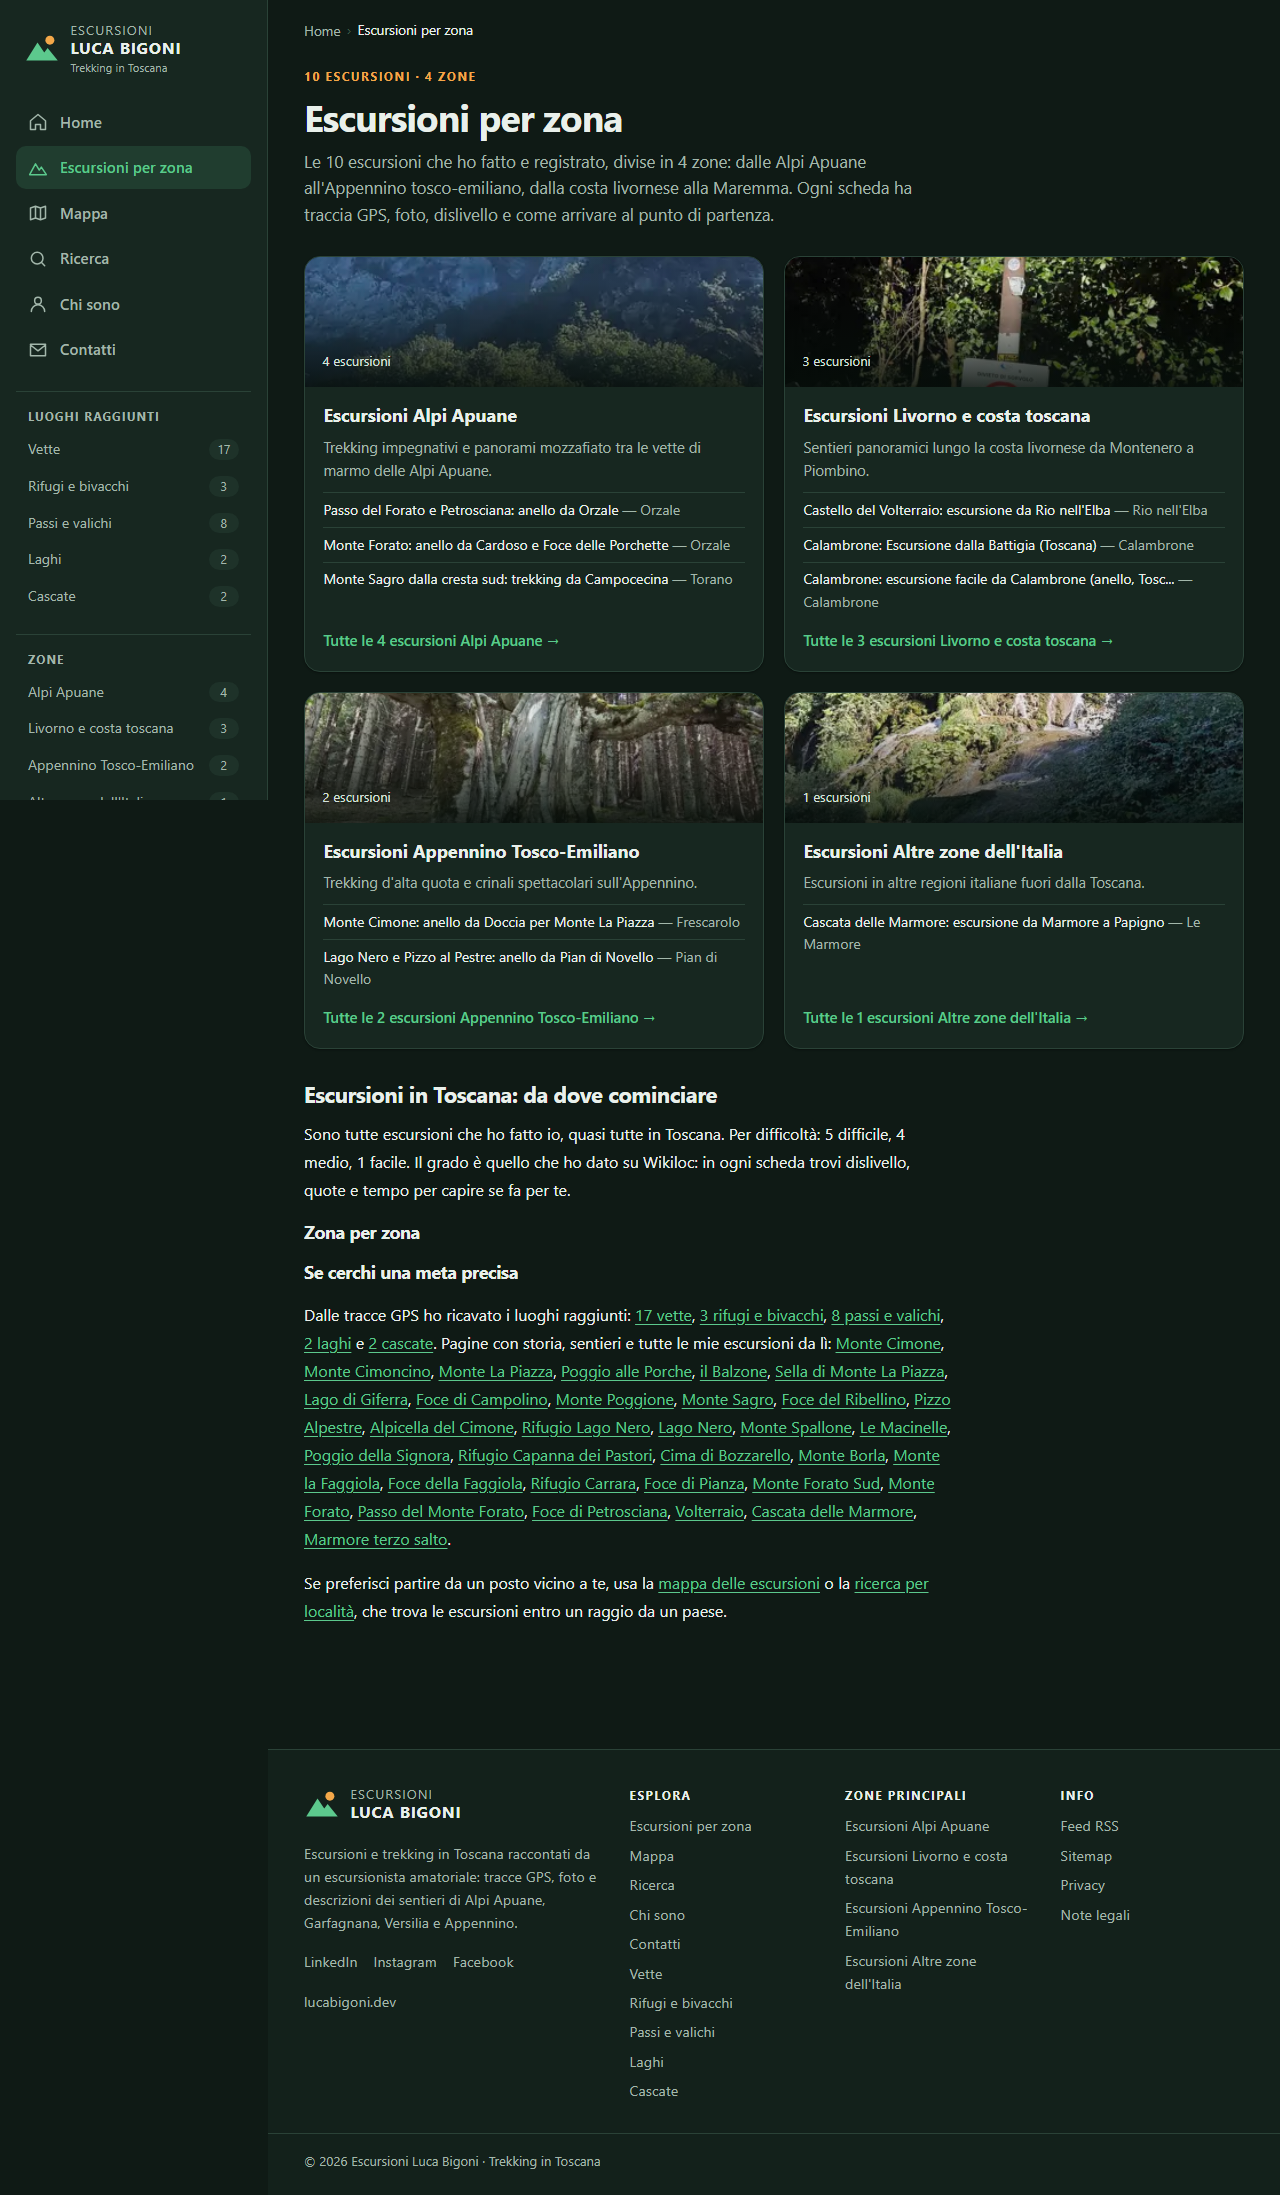 ESCURSIONI
LUCA BIGONI
Trekking in Toscana
Home
Escursioni per zona
Mappa
Ricerca
Chi sono
Contatti
LUOGHI RAGGIUNTI
Vette 17
Rifugi e bivacchi 3
Passi e valichi 8
Laghi 2
Cascate 2
ZONE
Alpi Apuane 4
Livorno e costa toscana 3
Appennino Tosco-Emiliano 2
Home › Escursioni per zona
10 ESCURSIONI · 4 ZONE
Escursioni per zona
Le 10 escursioni che ho fatto e registrato, divise in 4 zone: dalle Alpi Apuane
all'Appennino tosco-emiliano, dalla costa livornese alla Maremma. Ogni scheda ha
traccia GPS, foto, dislivello e come arrivare al punto di partenza.
4 escursioni
Escursioni Alpi Apuane
Trekking impegnativi e panorami mozzafiato tra le vette di
marmo delle Alpi Apuane.
Passo del Forato e Petrosciana: anello da Orzale — Orzale
Monte Forato: anello da Cardoso e Foce delle Porchette — Orzale
Monte Sagro dalla cresta sud: trekking da Campocecina — Torano
Tutte le 4 escursioni Alpi Apuane →
3 escursioni
Escursioni Livorno e costa toscana
Sentieri panoramici lungo la costa livornese da Montenero a
Piombino.
Castello del Volterraio: escursione da Rio nell'Elba — Rio nell'Elba
Calambrone: Escursione dalla Battigia (Toscana) — Calambrone
Calambrone: escursione facile da Calambrone (anello, Tosc... —
Calambrone
Tutte le 3 escursioni Livorno e costa toscana →
2 escursioni
Escursioni Appennino Tosco-Emiliano
Trekking d'alta quota e crinali spettacolari sull'Appennino.
Monte Cimone: anello da Doccia per Monte La Piazza — Frescarolo
Lago Nero e Pizzo al Pestre: anello da Pian di Novello — Pian di
Novello
Tutte le 2 escursioni Appennino Tosco-Emiliano →
1 escursioni
Escursioni Altre zone dell'Italia
Escursioni in altre regioni italiane fuori dalla Toscana.
Cascata delle Marmore: escursione da Marmore a Papigno — Le
Marmore
Tutte le 1 escursioni Altre zone dell'Italia →
Escursioni in Toscana: da dove cominciare
Sono tutte escursioni che ho fatto io, quasi tutte in Toscana. Per difficoltà: 5 difficile, 4
medio, 1 facile. Il grado è quello che ho dato su Wikiloc: in ogni scheda trovi dislivello,
quote e tempo per capire se fa per te.
Zona per zona
Se cerchi una meta precisa
Dalle tracce GPS ho ricavato i luoghi raggiunti: 17 vette, 3 rifugi e bivacchi, 8 passi e valichi,
2 laghi e 2 cascate. Pagine con storia, sentieri e tutte le mie escursioni da lì: Monte Cimone,
Monte Cimoncino, Monte La Piazza, Poggio alle Porche, il Balzone, Sella di Monte La Piazza,
Lago di Giferra, Foce di Campolino, Monte Poggione, Monte Sagro, Foce del Ribellino, Pizzo
Alpestre, Alpicella del Cimone, Rifugio Lago Nero, Lago Nero, Monte Spallone, Le Macinelle,
Poggio della Signora, Rifugio Capanna dei Pastori, Cima di Bozzarello, Monte Borla, Monte
la Faggiola, Foce della Faggiola, Rifugio Carrara, Foce di Pianza, Monte Forato Sud, Monte
Forato, Passo del Monte Forato, Foce di Petrosciana, Volterraio, Cascata delle Marmore,
Marmore terzo salto.
Se preferisci partire da un posto vicino a te, usa la mappa delle escursioni o la ricerca per
località, che trova le escursioni entro un raggio da un paese.
ESCURSIONI
LUCA BIGONI
Escursioni e trekking in Toscana raccontati da
un escursionista amatoriale: tracce GPS, foto e
descrizioni dei sentieri di Alpi Apuane,
Garfagnana, Versilia e Appennino.
LinkedIn Instagram Facebook
lucabigoni.dev
ESPLORA
Escursioni per zona
Mappa
Ricerca
Chi sono
Contatti
Vette
Rifugi e bivacchi
Passi e valichi
Laghi
Cascate
ZONE PRINCIPALI
Escursioni Alpi Apuane
Escursioni Livorno e costa
toscana
Escursioni Appennino Tosco-
Emiliano
Escursioni Altre zone
dell'Italia
INFO
Feed RSS
Sitemap
Privacy
Note legali
© 2026 Escursioni Luca Bigoni · Trekking in Toscana